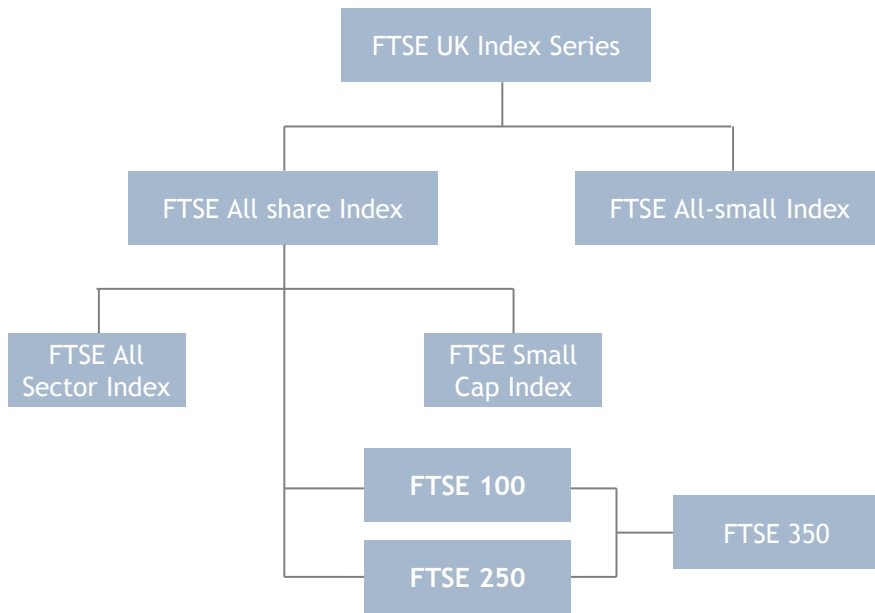 FTSE UK Index Series
FTSE All share Index
FTSE All-small Index
FTSE All
Sector Index
FTSE Small
Cap Index
FTSE 100
FTSE 350
FTSE 250